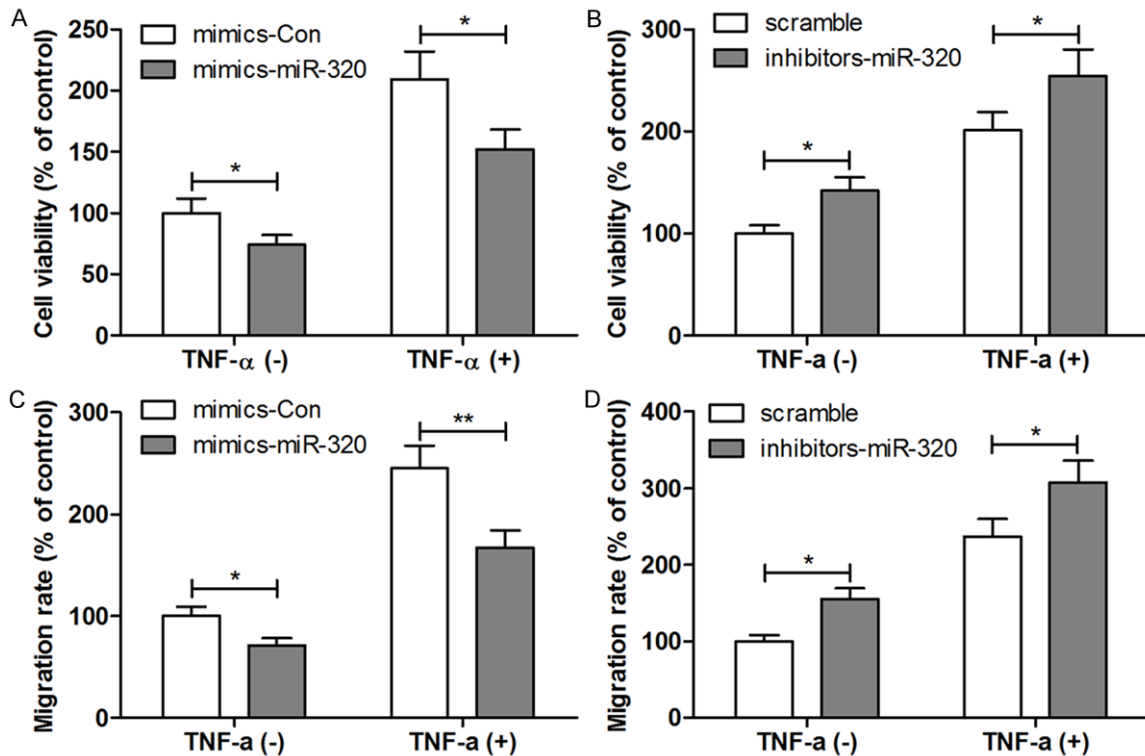 A
mimics-Con
mimics-miR-320
Cell viability (% of control)
250
200
150
100
50
0
*
*
TNF-α (-)
TNF-α (+)
B
scramble
inhibitors-miR-320
Cell viability (% of control)
300
200
100
0
*
*
TNF-a (-)
TNF-a (+)
C
mimics-Con
mimics-miR-320
Migration rate (% of control)
300
200
100
0
*
**
TNF-a (-)
TNF-a (+)
D
scramble
inhibitors-miR-320
Migration rate (% of control)
400
300
200
100
0
*
*
TNF-a (-)
TNF-a (+)